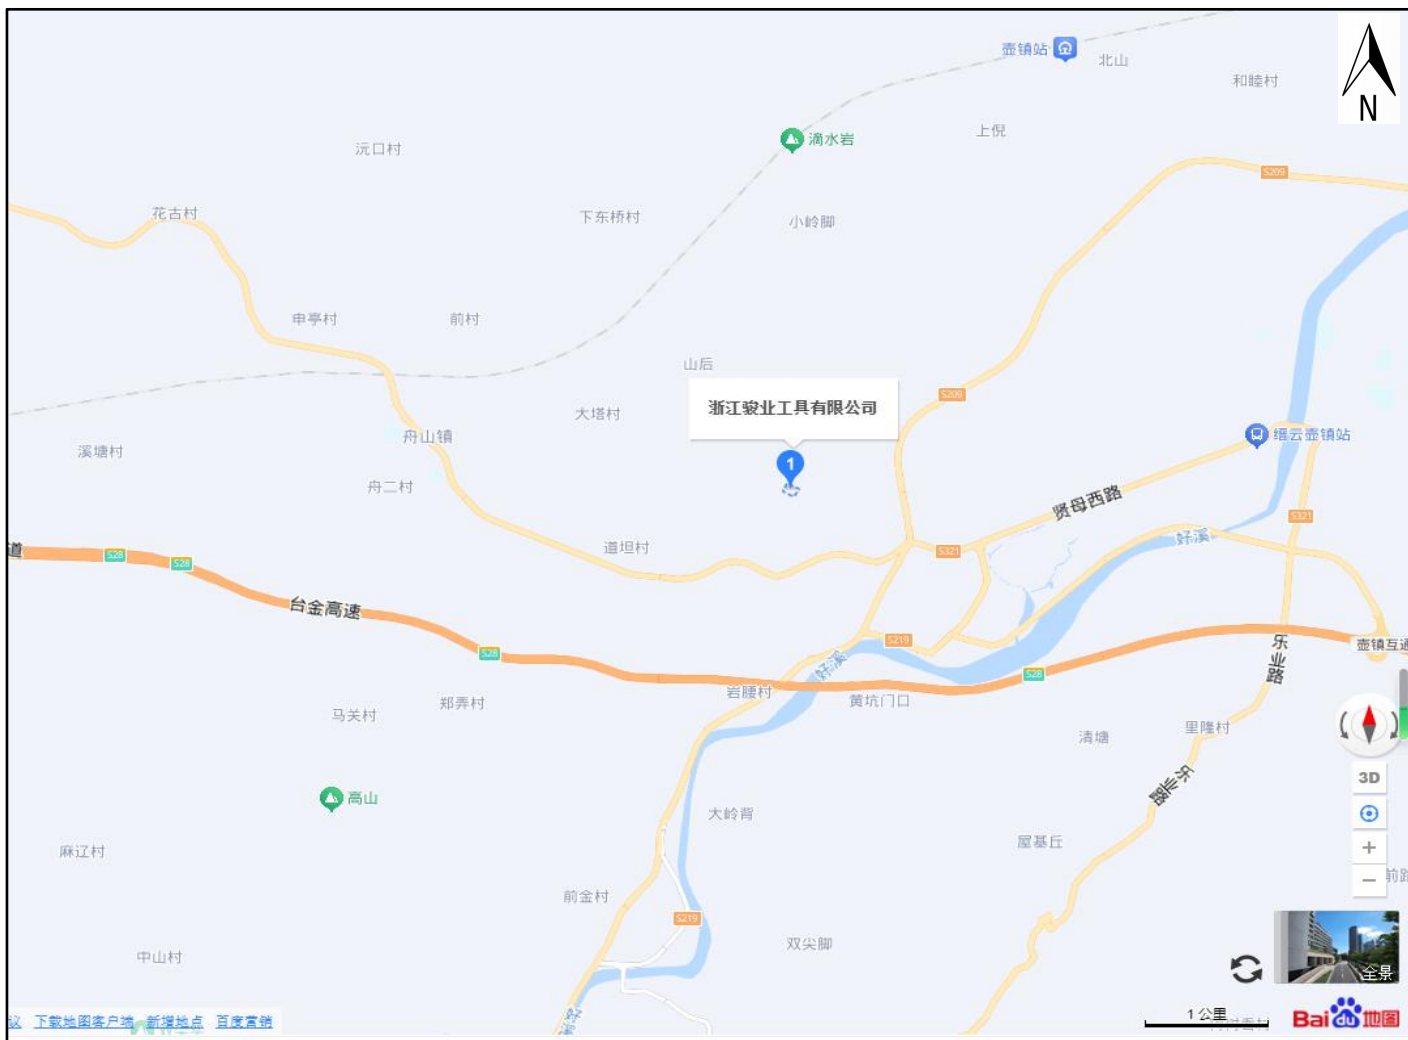 壶镇站
北山
和睦村
N
滴水岩
上倪
沅口村
S209
花古村
下东桥村
小岭脚
申亭村
前村
山后
S209
浙江骏业工具有限公司
大塔村
舟山镇
缙云壶镇站
溪塘村
1
舟二村
贤母西路
S321
道
S28
S28
道坦村
S321
好溪
台金高速
S28
S219
好溪
乐业路
壶镇互通
S28
岩腰村
黄坑门口
郑弄村
马关村
清塘
里隆村
高山
乐业路
3D
大岭背
屋基丘
麻辽村
前路
前金村
S219
双尖脚
中山村
全景
议 下载地图客户端 新增地点 百度营销
1 公里
Bai du 地图